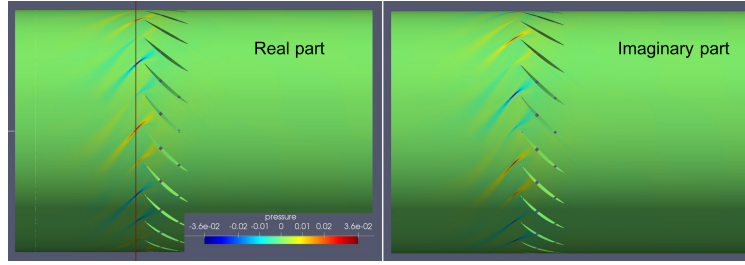 Real part
Imaginary part
pressure
-3.6e-02 -0.02 -0.01 0 0.01 0.02 3.6e-02